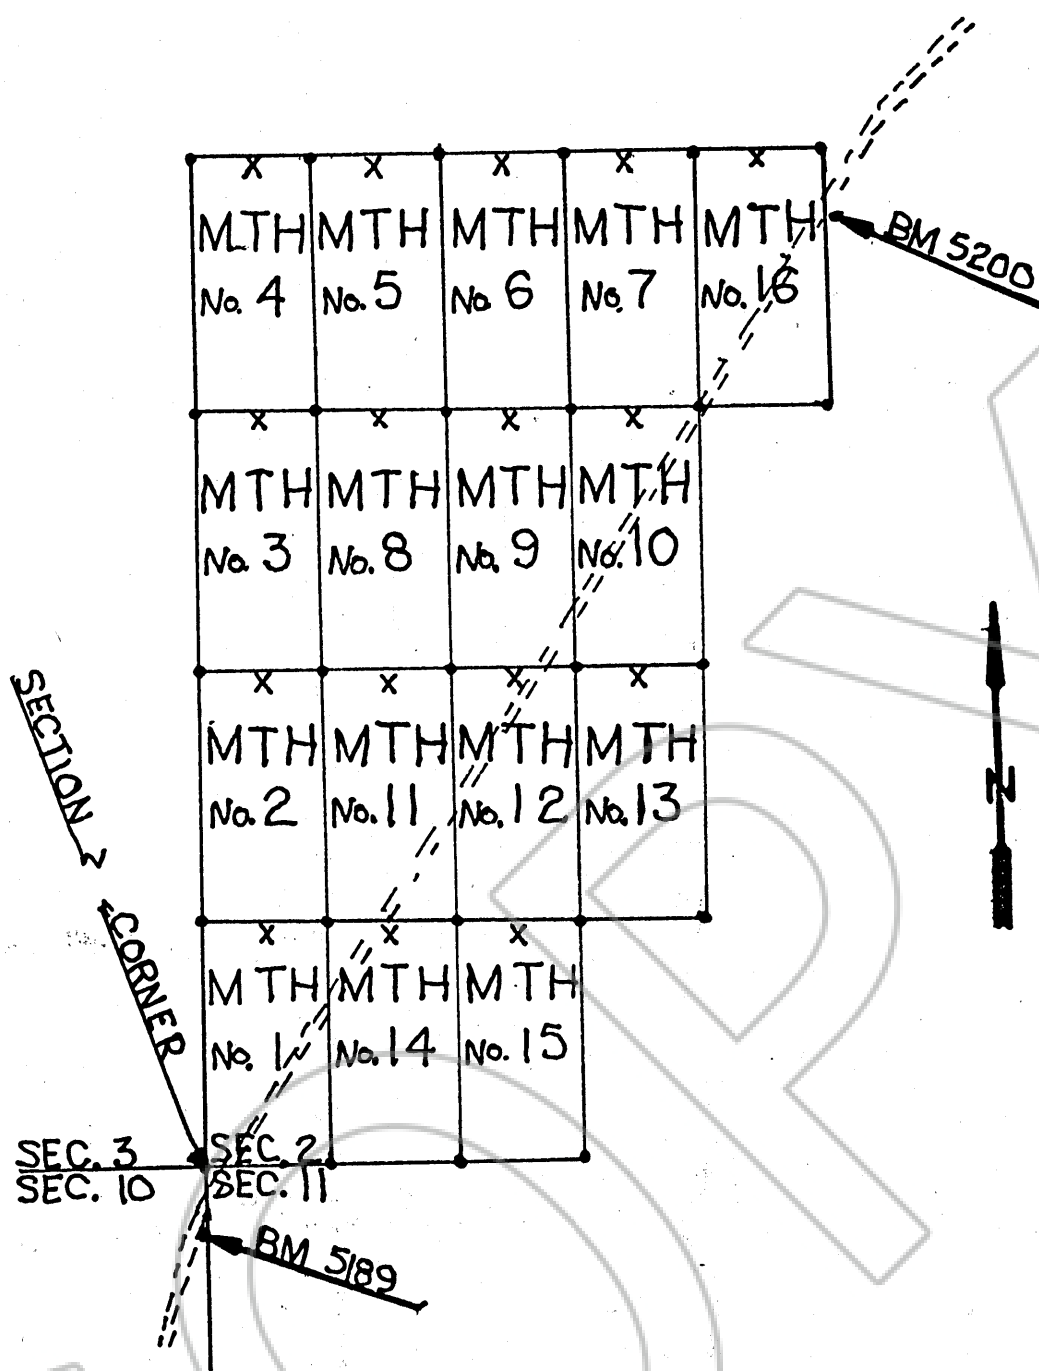 MTH MTH MTH MTH MTH
No. 4 No. 5 No. 6 No. 7 No. 16
BM 5200
MTH MTH MTH MTH
No. 3 No. 8 No. 9 No. 10
SECTION
CORNER
MTH MTH MTH MTH
No. 2 No. 11 No. 12 No. 13
N
MTH MTH MTH
No. 1 No. 14 No. 15
SEC. 3 SEC. 2
SEC. 10 SEC. 11
BM 5189